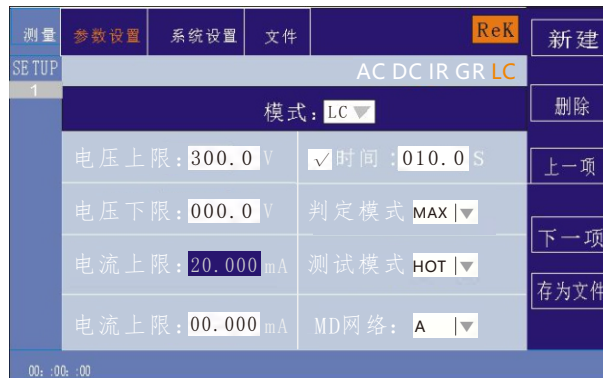 测量 参数设置 系统设置 文件 ReK 新建
SETUP AC DC IR GR LC
1
模式: LC 删除
电压上限: 300.0 V √ 时间: 010.0 S 上一项
电压下限: 000.0 V 判定模式 MAX
下一项
电流上限: 20.000 mA 测试模式 HOT
存为文件
电流上限: 00.000 mA MD网络: A
00: :00: :00